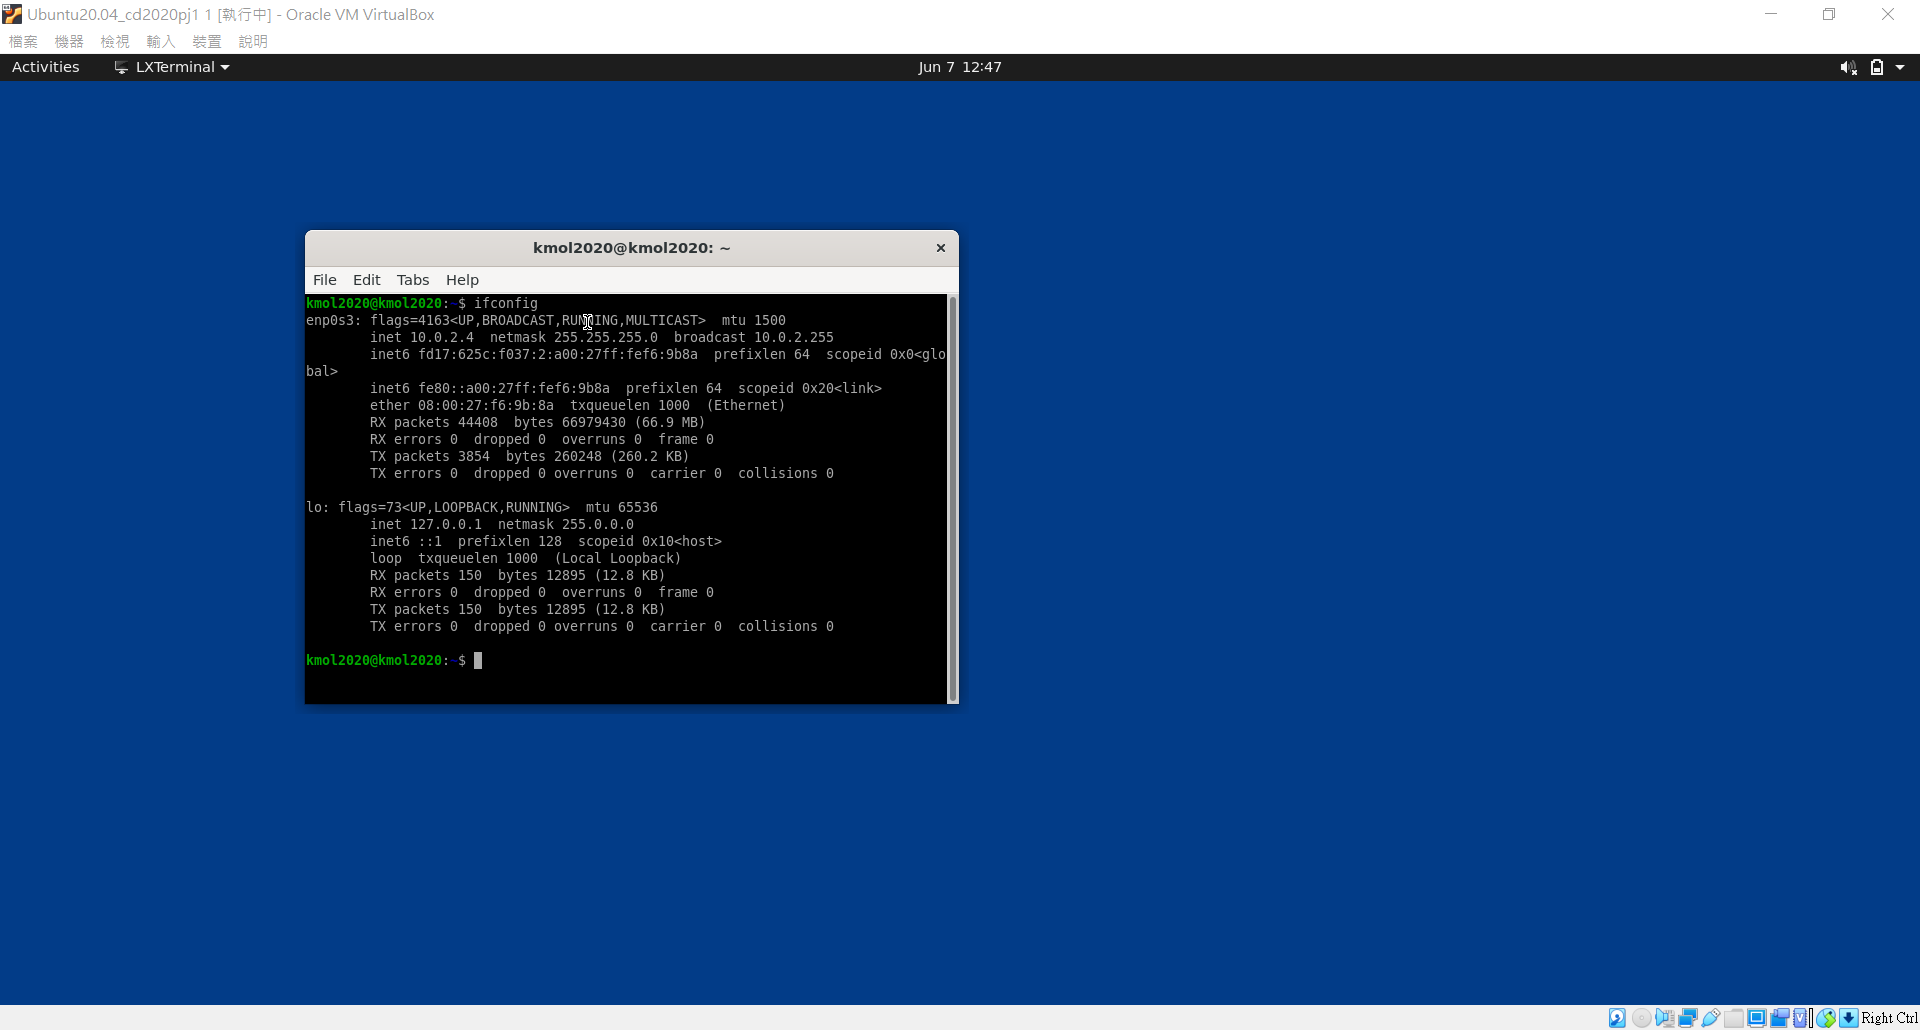 Ubuntu20.04_cd2020pj1 1 [執行中] - Oracle VM VirtualBox
檔案 機器 檢視 輸入 裝置 說明
Activities LXTerminal Jun 7 12:47
kmol2020@kmol2020: ~
File Edit Tabs Help
kmol2020@kmol2020:~$ ifconfig
enp0s3: flags=4163<UP,BROADCAST,RUNNING,MULTICAST>  mtu 1500
        inet 10.0.2.4  netmask 255.255.255.0  broadcast 10.0.2.255
        inet6 fd17:625c:f037:2:a00:27ff:fef6:9b8a  prefixlen 64  scopeid 0x0<glo
bal>
        inet6 fe80::a00:27ff:fef6:9b8a  prefixlen 64  scopeid 0x20<link>
        ether 08:00:27:f6:9b:8a  txqueuelen 1000  (Ethernet)
        RX packets 44408  bytes 66979430 (66.9 MB)
        RX errors 0  dropped 0  overruns 0  frame 0
        TX packets 3854  bytes 260248 (260.2 KB)
        TX errors 0  dropped 0 overruns 0  carrier 0  collisions 0
lo: flags=73<UP,LOOPBACK,RUNNING>  mtu 65536
        inet 127.0.0.1  netmask 255.0.0.0
        inet6 ::1  prefixlen 128  scopeid 0x10<host>
        loop  txqueuelen 1000  (Local Loopback)
        RX packets 150  bytes 12895 (12.8 KB)
        RX errors 0  dropped 0  overruns 0  frame 0
        TX packets 150  bytes 12895 (12.8 KB)
        TX errors 0  dropped 0 overruns 0  carrier 0  collisions 0
kmol2020@kmol2020:~$
Right Ctrl